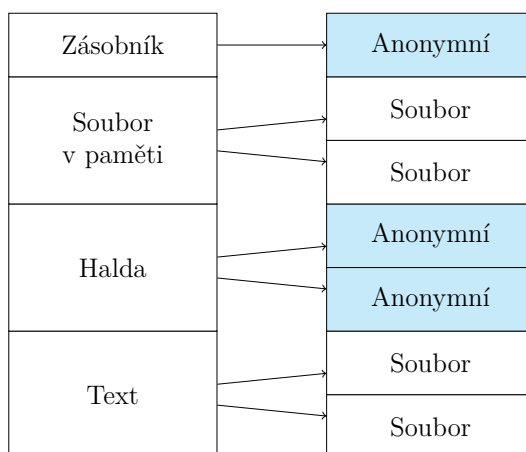 Zásobník
Soubor
v paměti
Halda
Text
Anonymní
Soubor
Soubor
Anonymní
Anonymní
Soubor
Soubor